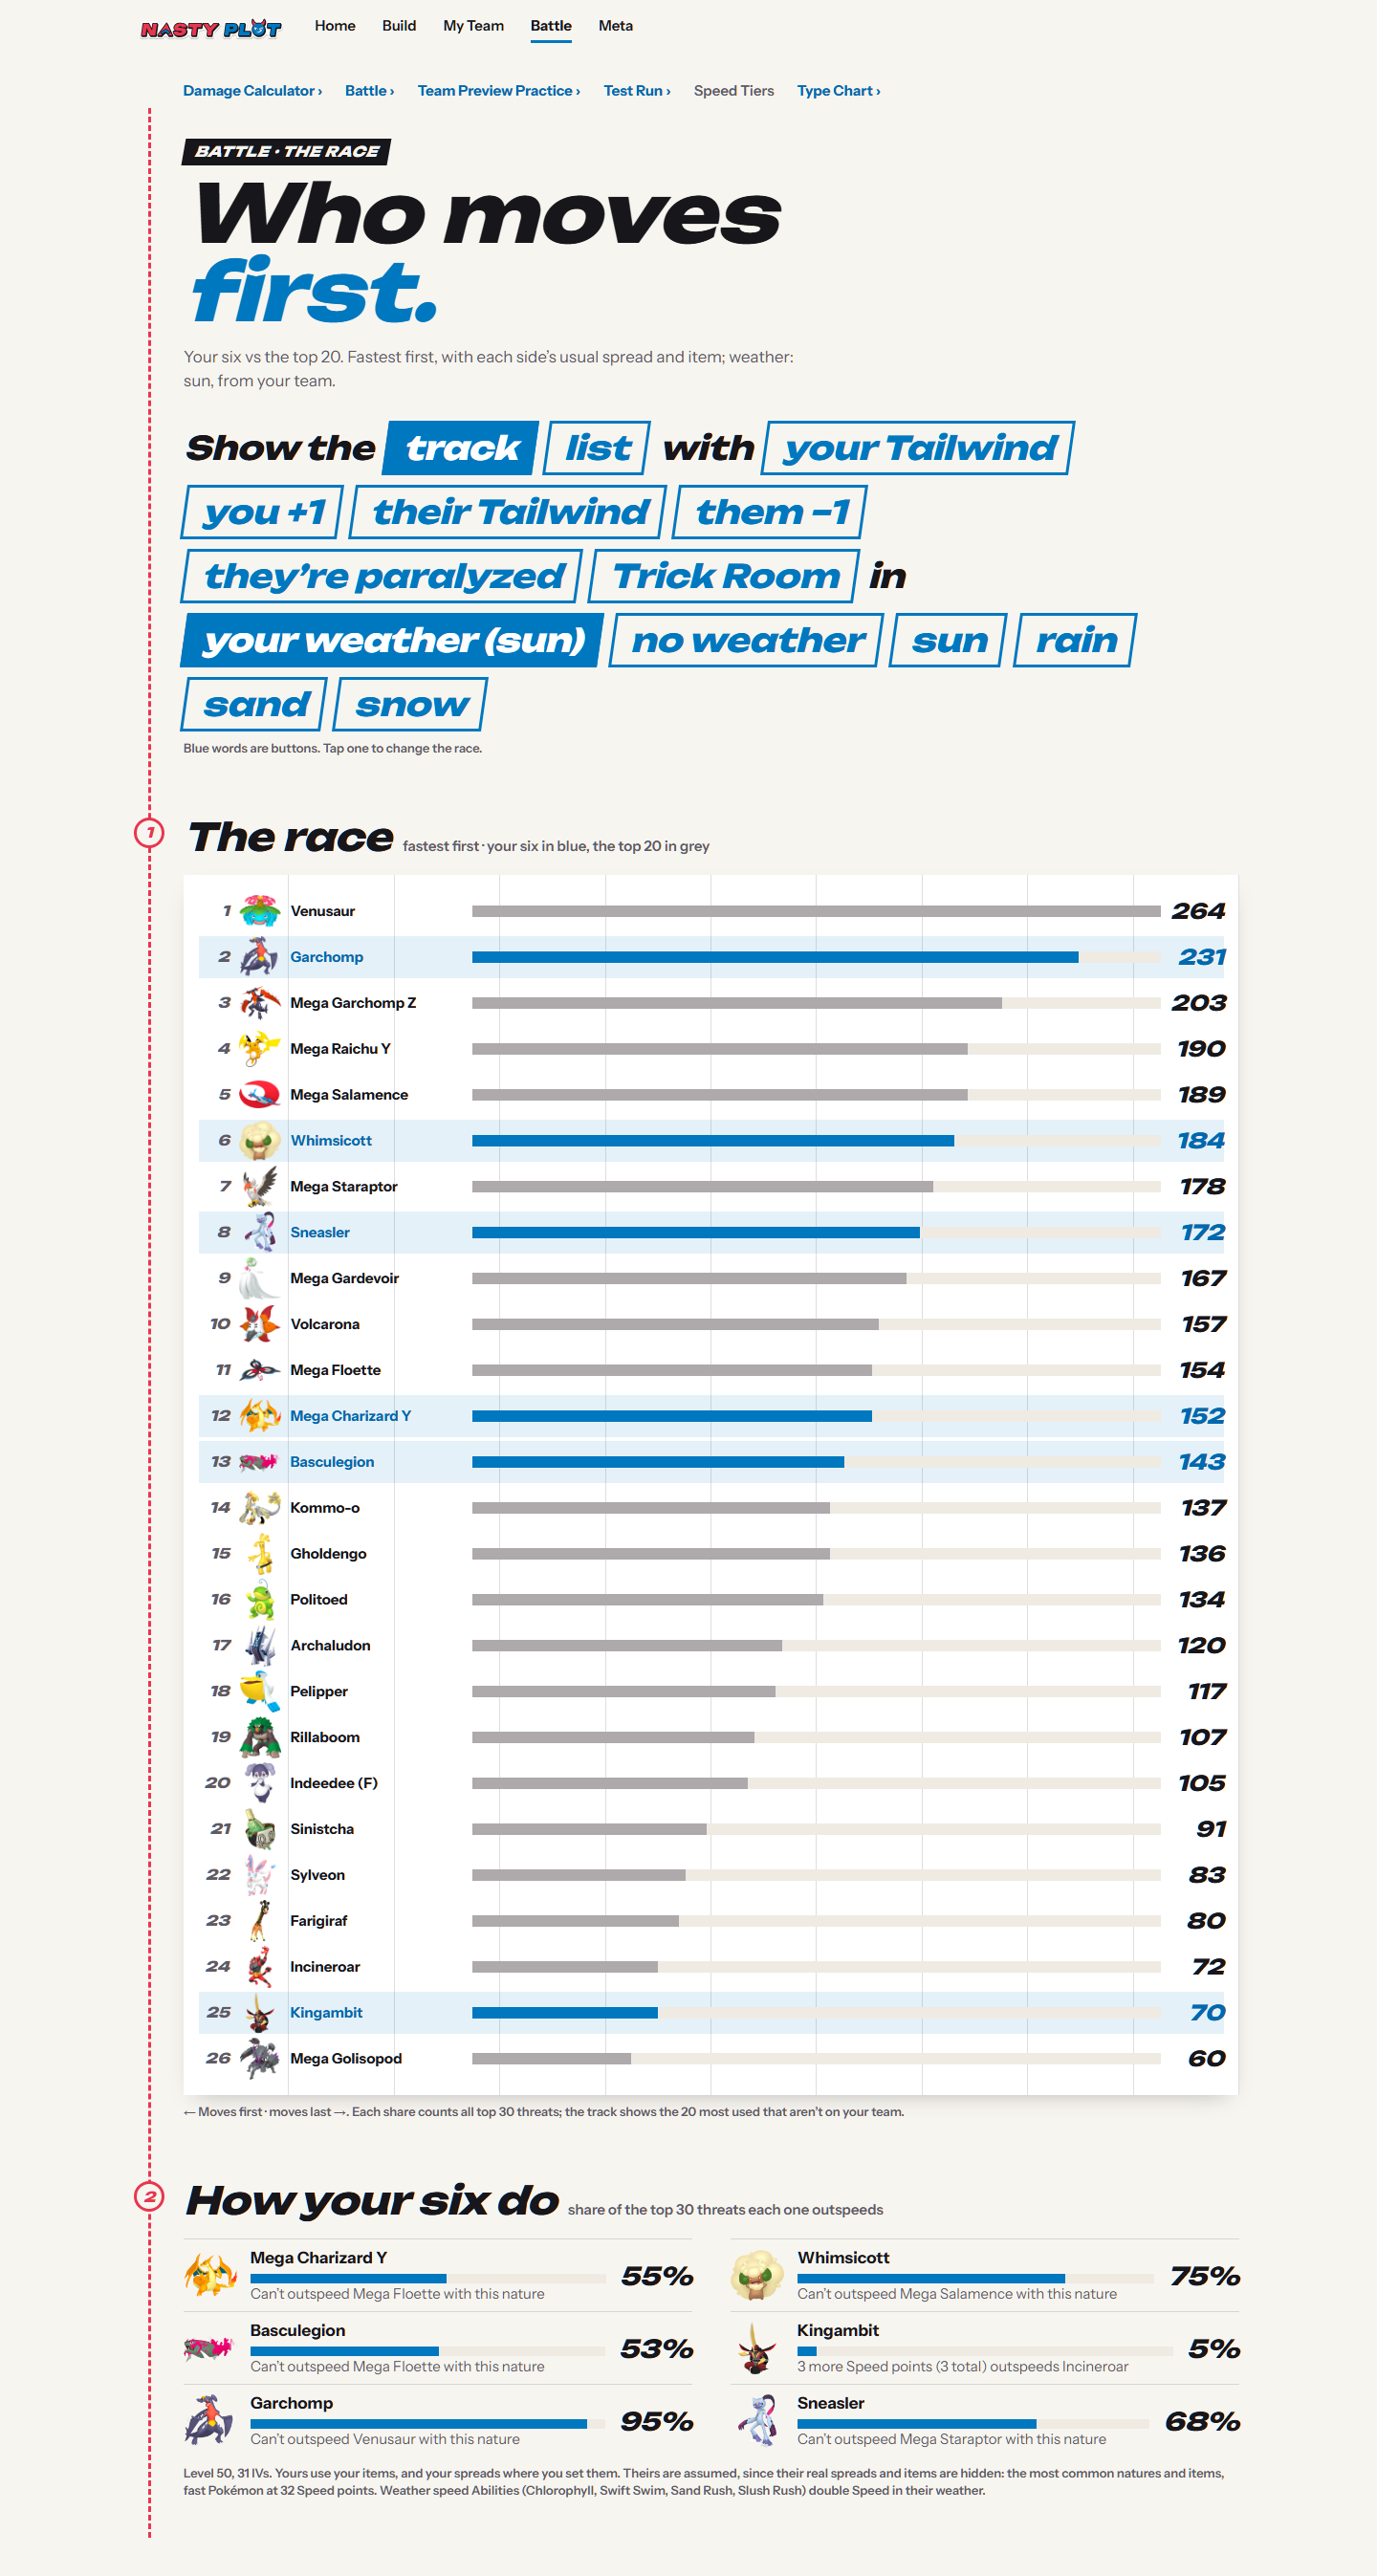 NASTY PLOT Home Build My Team Battle Meta
Damage Calculator › Battle › Team Preview Practice › Test Run › Speed Tiers Type Chart ›
BATTLE · THE RACE
Who moves
first.
Your six vs the top 20. Fastest first, with each side’s usual spread and item; weather:
sun, from your team.
Show the track list with your Tailwind
you +1 their Tailwind them −1
they’re paralyzed Trick Room in
your weather (sun) no weather sun rain
sand snow
Blue words are buttons. Tap one to change the race.
1 The race fastest first · your six in blue, the top 20 in grey
1 Venusaur 264
2 Garchomp 231
3 Mega Garchomp Z 203
4 Mega Raichu Y 190
5 Mega Salamence 189
6 Whimsicott 184
7 Mega Staraptor 178
8 Sneasler 172
9 Mega Gardevoir 167
10 Volcarona 157
11 Mega Floette 154
12 Mega Charizard Y 152
13 Basculegion 143
14 Kommo-o 137
15 Gholdengo 136
16 Politoed 134
17 Archaludon 120
18 Pelipper 117
19 Rillaboom 107
20 Indeedee (F) 105
21 Sinistcha 91
22 Sylveon 83
23 Farigiraf 80
24 Incineroar 72
25 Kingambit 70
26 Mega Golisopod 60
← Moves first · moves last →. Each share counts all top 30 threats; the track shows the 20 most used that aren’t on your team.
2 How your six do share of the top 30 threats each one outspeeds
Mega Charizard Y 55%
Can’t outspeed Mega Floette with this nature
Whimsicott 75%
Can’t outspeed Mega Salamence with this nature
Basculegion 53%
Can’t outspeed Mega Floette with this nature
Kingambit 5%
3 more Speed points (3 total) outspeeds Incineroar
Garchomp 95%
Can’t outspeed Venusaur with this nature
Sneasler 68%
Can’t outspeed Mega Staraptor with this nature
Level 50, 31 IVs. Yours use your items, and your spreads where you set them. Theirs are assumed, since their real spreads and items are hidden: the most common natures and items,
fast Pokémon at 32 Speed points. Weather speed Abilities (Chlorophyll, Swift Swim, Sand Rush, Slush Rush) double Speed in their weather.